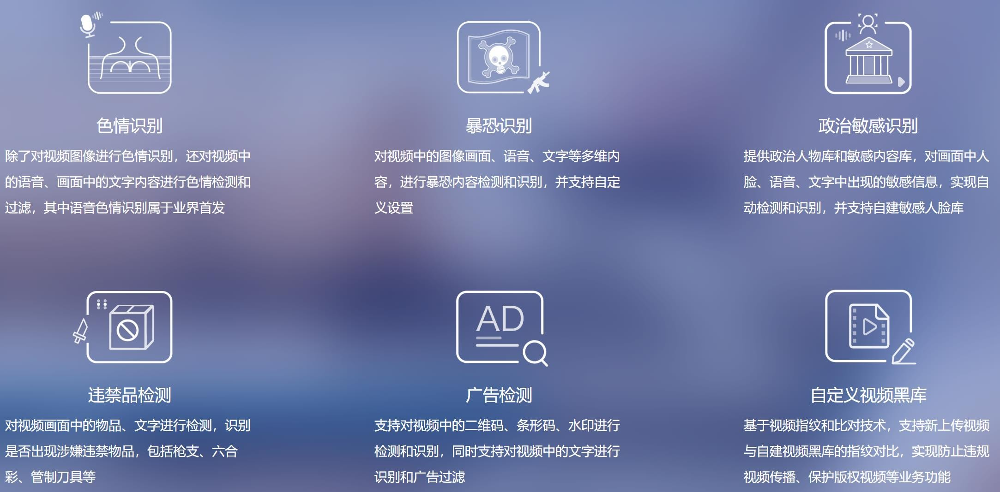 色情识别
除了对视频图像进行色情识别，还对视频中
的语音、画面中的文字内容进行色情检测和
过滤，其中语音色情识别属于业界首发
暴恐识别
对视频中的图像画面、语音、文字等多维内
容，进行暴恐内容检测和识别，并支持自定
义设置
政治敏感识别
提供政治人物库和敏感内容库，对画面中人
脸、语音、文字中出现的敏感信息，实现自
动检测和识别，并支持自建敏感人脸库
违禁品检测
对视频画面中的物品、文字进行检测，识别
是否出现涉嫌违禁物品，包括枪支、六合
彩、管制刀具等
AD
广告检测
支持对视频中的二维码、条形码、水印进行
检测和识别，同时支持对视频中的文字进行
识别和广告过滤
自定义视频黑库
基于视频指纹和比对技术，支持新上传视频
与自建视频黑库的指纹对比，实现防止违规
视频传播、保护版权视频等业务功能